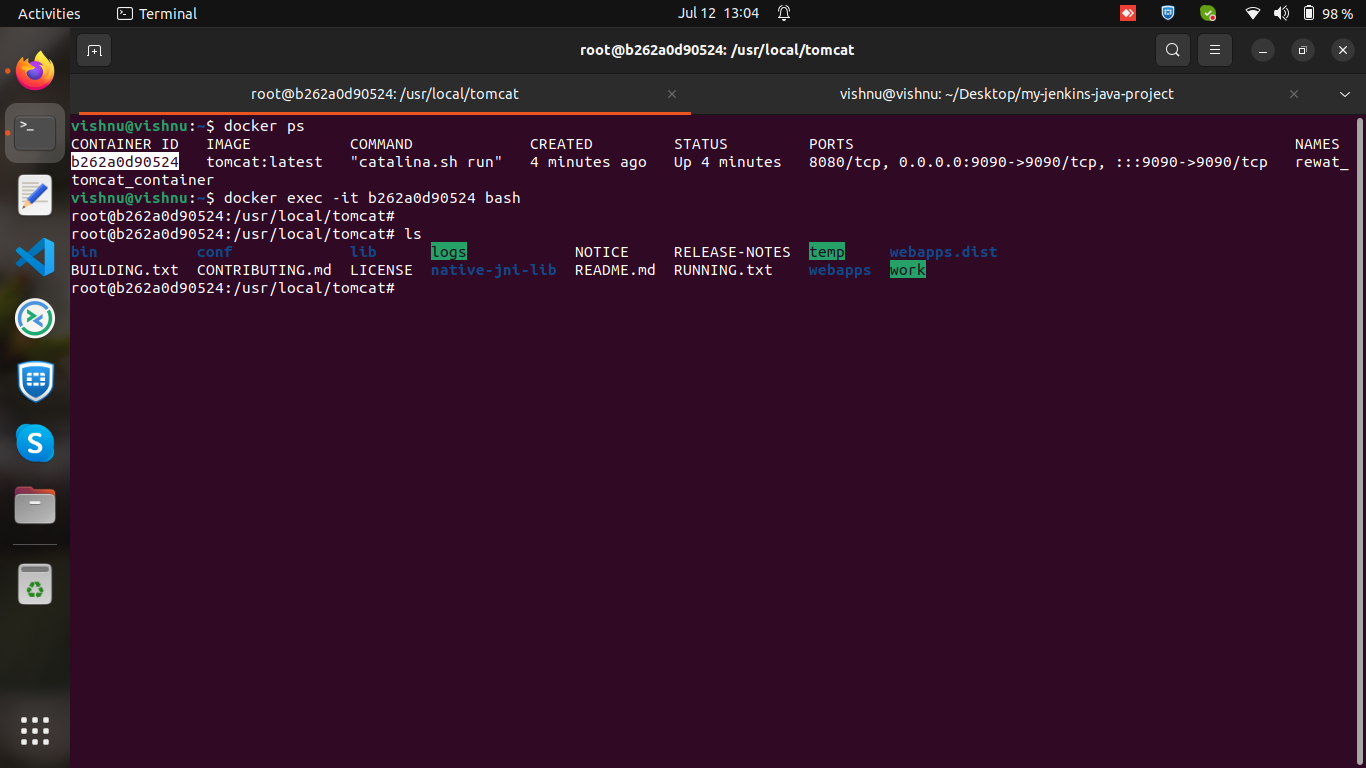 Activities Terminal Jul 12 13:04 98 %
root@b262a0d90524: /usr/local/tomcat
root@b262a0d90524: /usr/local/tomcat vishnu@vishnu: ~/Desktop/my-jenkins-java-project
vishnu@vishnu:~$ docker ps
CONTAINER ID IMAGE COMMAND CREATED STATUS PORTS NAMES
b262a0d90524 tomcat:latest "catalina.sh run" 4 minutes ago Up 4 minutes 8080/tcp, 0.0.0.0:9090->9090/tcp, :::9090->9090/tcp rewat_
tomcat_container
vishnu@vishnu:~$ docker exec -it b262a0d90524 bash
root@b262a0d90524:/usr/local/tomcat#
root@b262a0d90524:/usr/local/tomcat# ls
bin conf lib logs NOTICE RELEASE-NOTES temp webapps.dist
BUILDING.txt CONTRIBUTING.md LICENSE native-jni-lib README.md RUNNING.txt webapps work
root@b262a0d90524:/usr/local/tomcat#